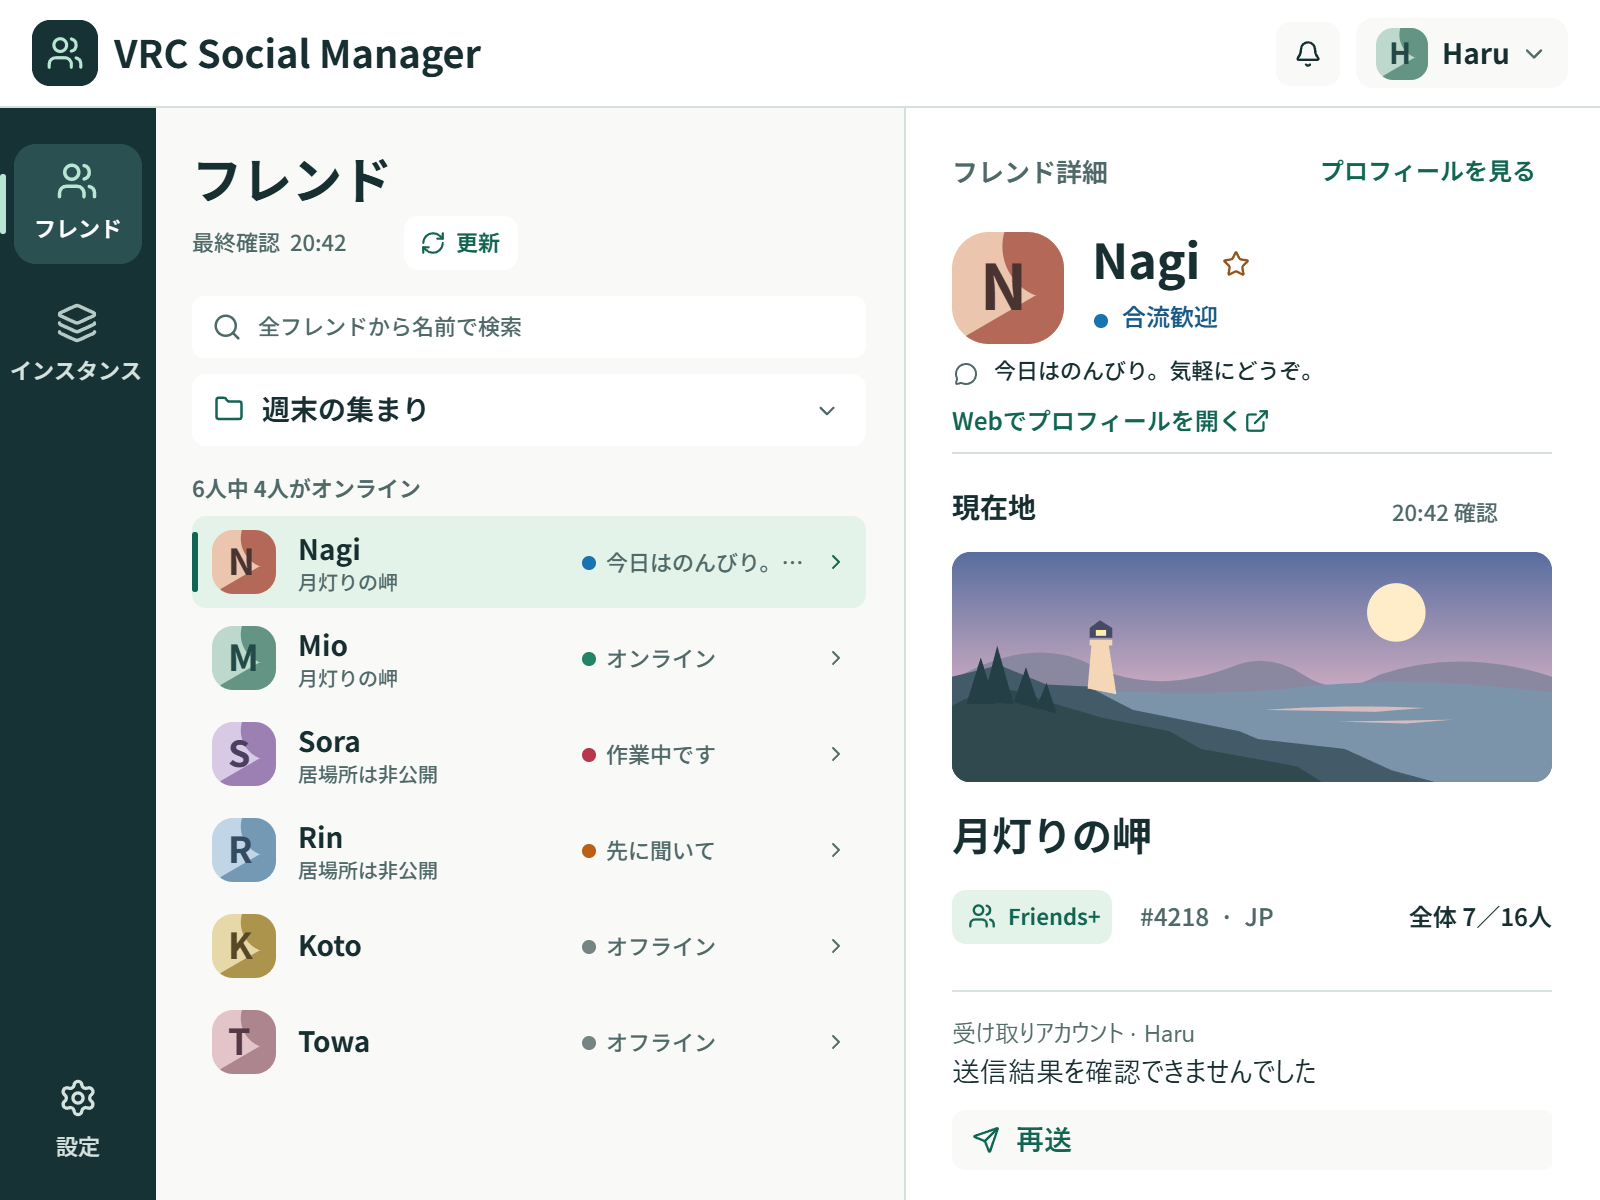 VRC Social Manager
H Haru
フレンド
インスタンス
設定
フレンド
最終確認 20:42
更新
全フレンドから名前で検索
週末の集まり
6人中 4人がオンライン
N
Nagi
月灯りの岬
今日はのんびり。…
M
Mio
月灯りの岬
オンライン
S
Sora
居場所は非公開
作業中です
R
Rin
居場所は非公開
先に聞いて
K
Koto
オフライン
T
Towa
オフライン
フレンド詳細
プロフィールを見る
N
Nagi
合流歓迎
今日はのんびり。気軽にどうぞ。
Webでプロフィールを開く
現在地
20:42 確認
月灯りの岬
Friends+
#4218 · JP
全体 7／16人
受け取りアカウント · Haru
送信結果を確認できませんでした
再送